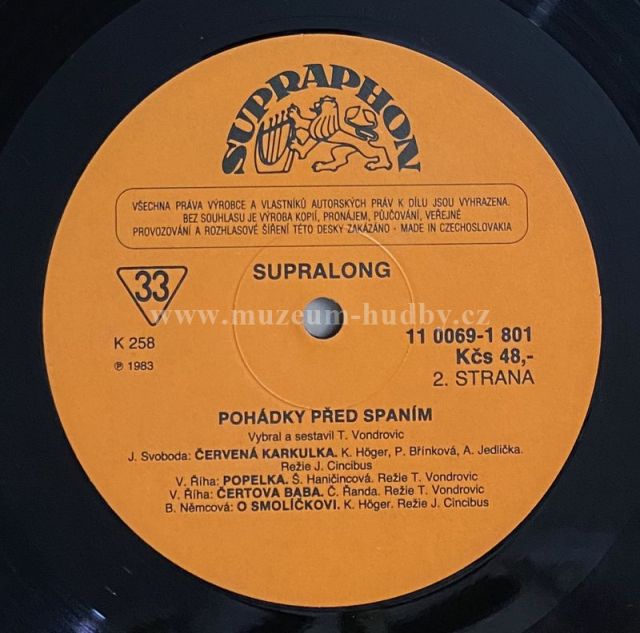 SUPRAPHON
VŠECHNA PRÁVA VÝROBCE A VLASTNÍKŮ AUTORSKÝCH PRÁV K DÍLU JSOU VYHRAZENA.
BEZ SOUHLASU JE VÝROBA KOPIÍ, PRONÁJEM, PŮJČOVÁNÍ, VEŘEJNÉ
PROVOZOVÁNÍ A ROZHLASOVÉ ŠÍŘENÍ TÉTO DESKY ZAKÁZÁNO · MADE IN CZECHOSLOVAKIA
SUPRALONG
33
www.muzeum-hudby.cz
K 258
℗ 1983
11 0069-1 801
Kčs 48,-
2. STRANA
POHÁDKY PŘED SPANÍM
Vybral a sestavil T. Vondrovic
J. Svoboda: ČERVENÁ KARKULKA. K. Höger, P. Břínková, A. Jedlička.
Režie J. Cincibus
V. Říha: POPELKA. Š. Haničincová. Režie T. Vondrovic
V. Říha: ČERTOVA BABA. Č. Řanda. Režie T. Vondrovic
B. Němcová: O SMOLÍČKOVI. K. Höger. Režie J. Cincibus